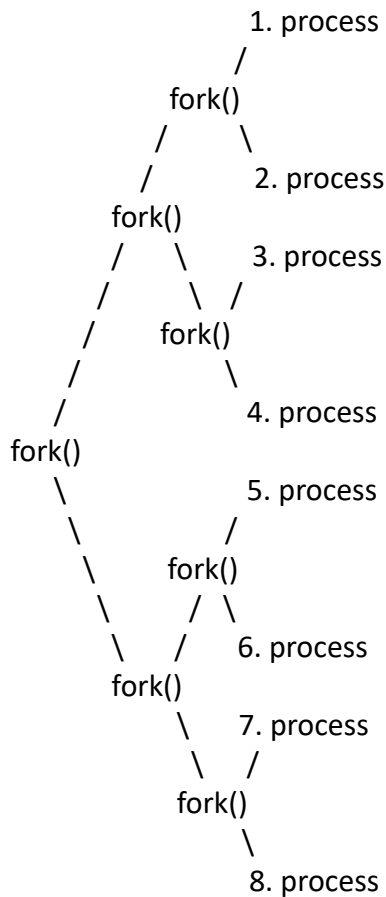 1. process
fork()
2. process
fork()
3. process
fork()
4. process
fork()
5. process
fork()
6. process
fork()
7. process
fork()
8. process